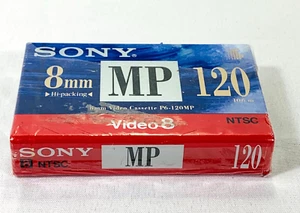 SONY
8mm MP 120
Hi-packing
8mm Video Cassette P6-120MP
Video 8 NTSC
SONY MP 120
NTSC